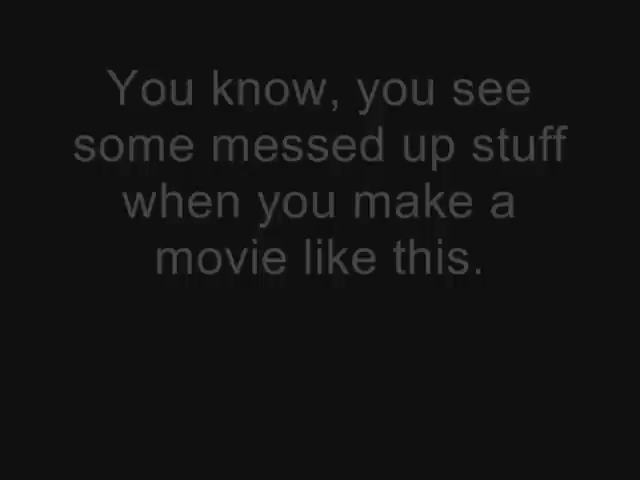 You know, you see
some messed up stuff
when you make a
movie like this.